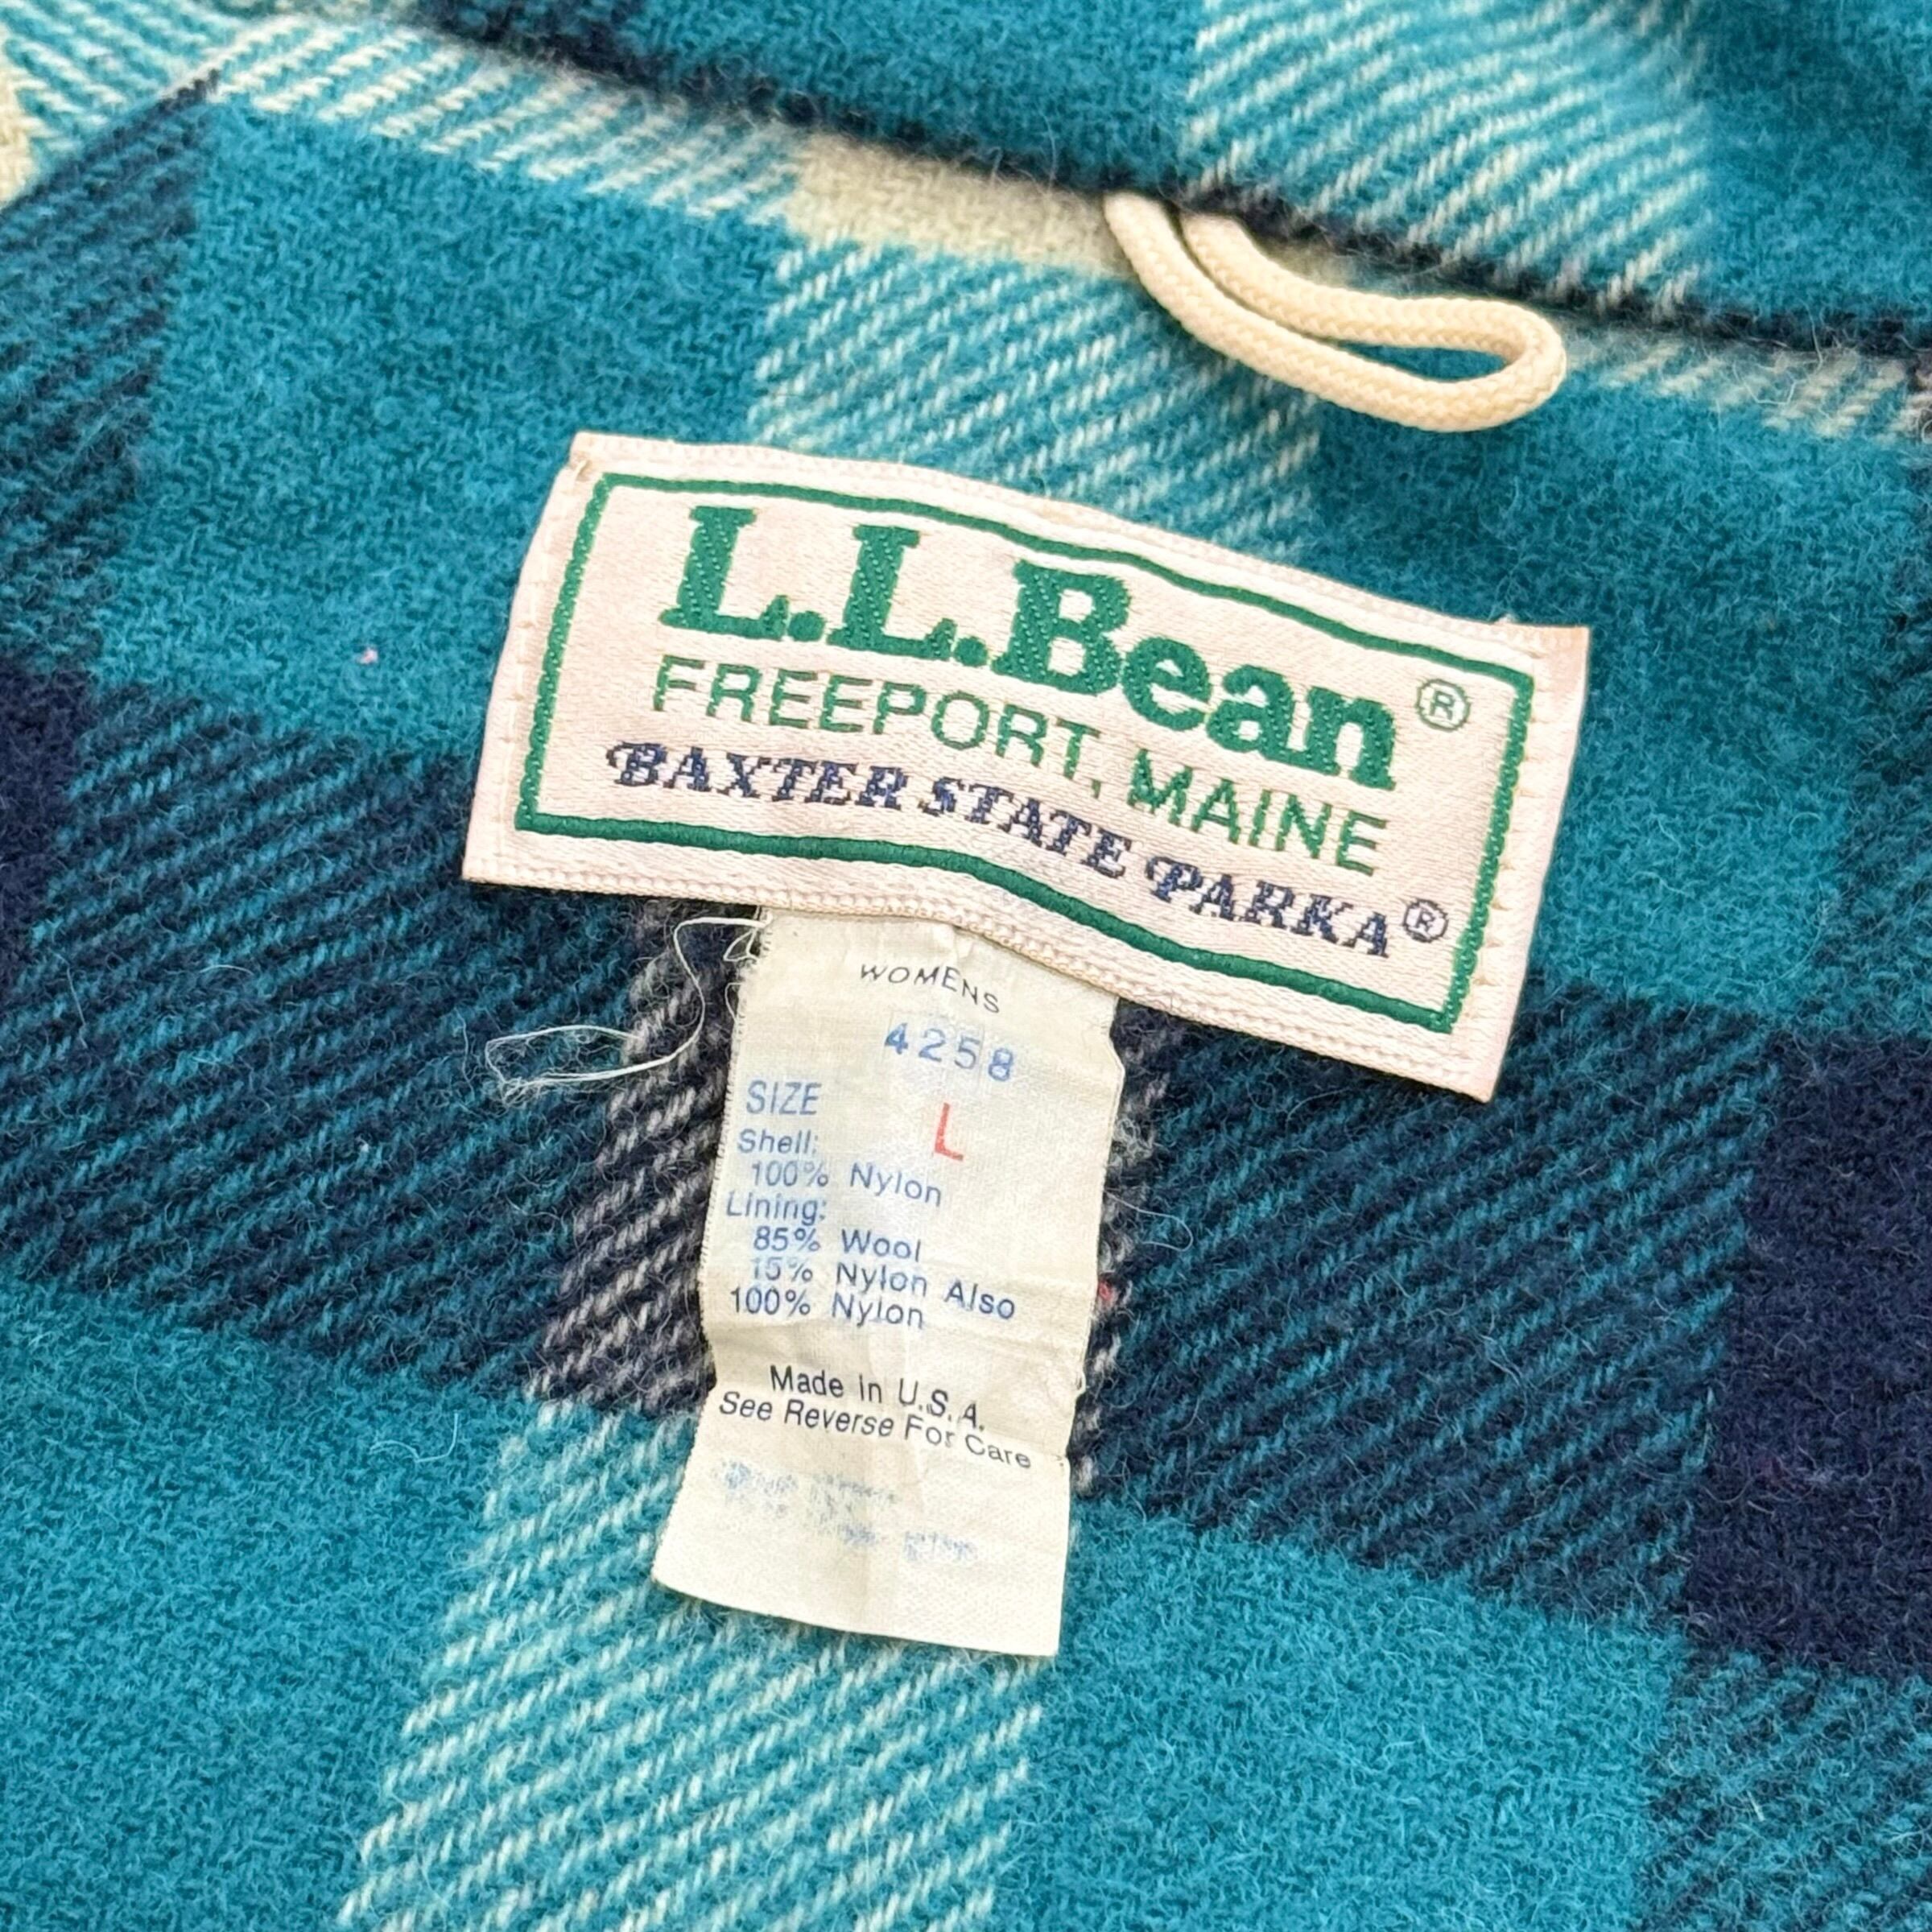 L.L.Bean®
FREEPORT, MAINE
BAXTER STATE PARKA®
WOMENS
4258
SIZE L
Shell:
100% Nylon
Lining:
85% Wool
15% Nylon Also
100% Nylon
Made in U.S.A.
See Reverse For Care